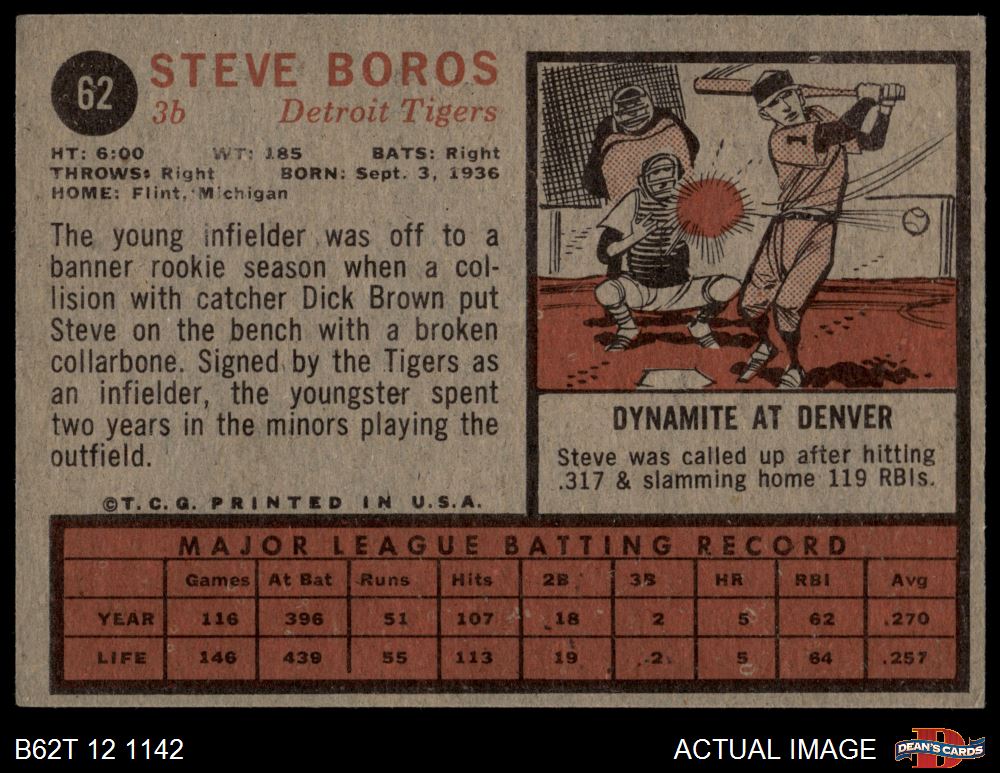 62
STEVE BOROS
3b Detroit Tigers
HT: 6:00 WT: 185 BATS: Right
THROWS: Right BORN: Sept. 3, 1936
HOME: Flint, Michigan
The young infielder was off to a
banner rookie season when a col-
lision with catcher Dick Brown put
Steve on the bench with a broken
collarbone. Signed by the Tigers as
an infielder, the youngster spent
two years in the minors playing the
outfield.
©T.C.G. PRINTED IN U.S.A.
1
DYNAMITE AT DENVER
Steve was called up after hitting
.317 & slamming home 119 RBIs.
MAJOR LEAGUE BATTING RECORD
Games At Bat Runs Hits 2B 3B HR RBI Avg
YEAR 116 396 51 107 18 2 5 62 .270
LIFE 146 439 55 113 19 2 5 64 .257
B62T 12 1142
ACTUAL IMAGE
D
DEAN'S CARDS